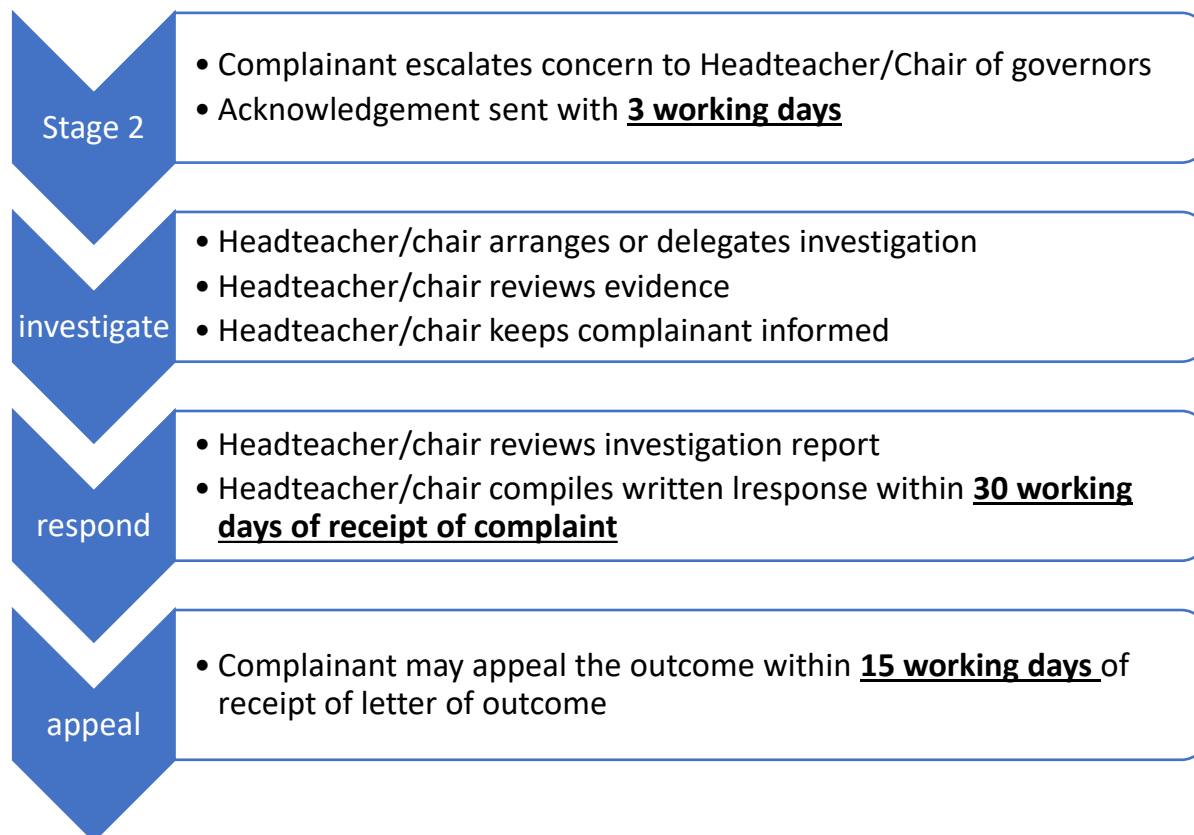 Stage 2
• Complainant escalates concern to Headteacher/Chair of governors
• Acknowledgement sent with 3 working days
investigate
• Headteacher/chair arranges or delegates investigation
• Headteacher/chair reviews evidence
• Headteacher/chair keeps complainant informed
respond
• Headteacher/chair reviews investigation report
• Headteacher/chair compiles written lresponse within 30 working
days of receipt of complaint
appeal
• Complainant may appeal the outcome within 15 working days of
receipt of letter of outcome